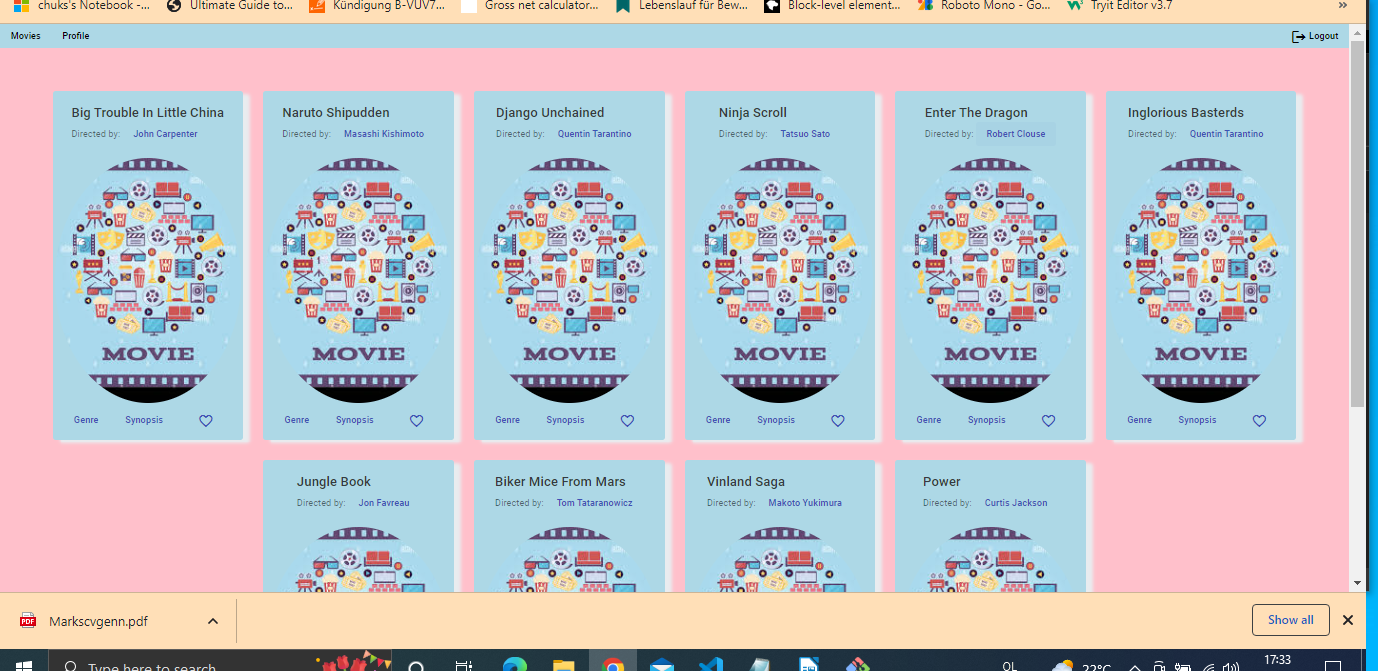 chuks's Notebook -... Ultimate Guide to... Kündigung B-VUV7... Gross net calculator... Lebenslauf für Bew... Block-level element... Roboto Mono - Go... Tryit Editor v3.7 »
Movies Profile Logout
Big Trouble In Little China Naruto Shipudden Django Unchained Ninja Scroll Enter The Dragon Inglorious Basterds
Directed by: John Carpenter Directed by: Masashi Kishimoto Directed by: Quentin Tarantino Directed by: Tatsuo Sato Directed by: Robert Clouse Directed by: Quentin Tarantino
MOVIE MOVIE MOVIE MOVIE MOVIE MOVIE
Genre Synopsis Genre Synopsis Genre Synopsis Genre Synopsis Genre Synopsis Genre Synopsis
Jungle Book Biker Mice From Mars Vinland Saga Power
Directed by: Jon Favreau Directed by: Tom Tataranowicz Directed by: Makoto Yukimura Directed by: Curtis Jackson
PDF Markscvgenn.pdf Show all
Type here to search 22°C 17:33